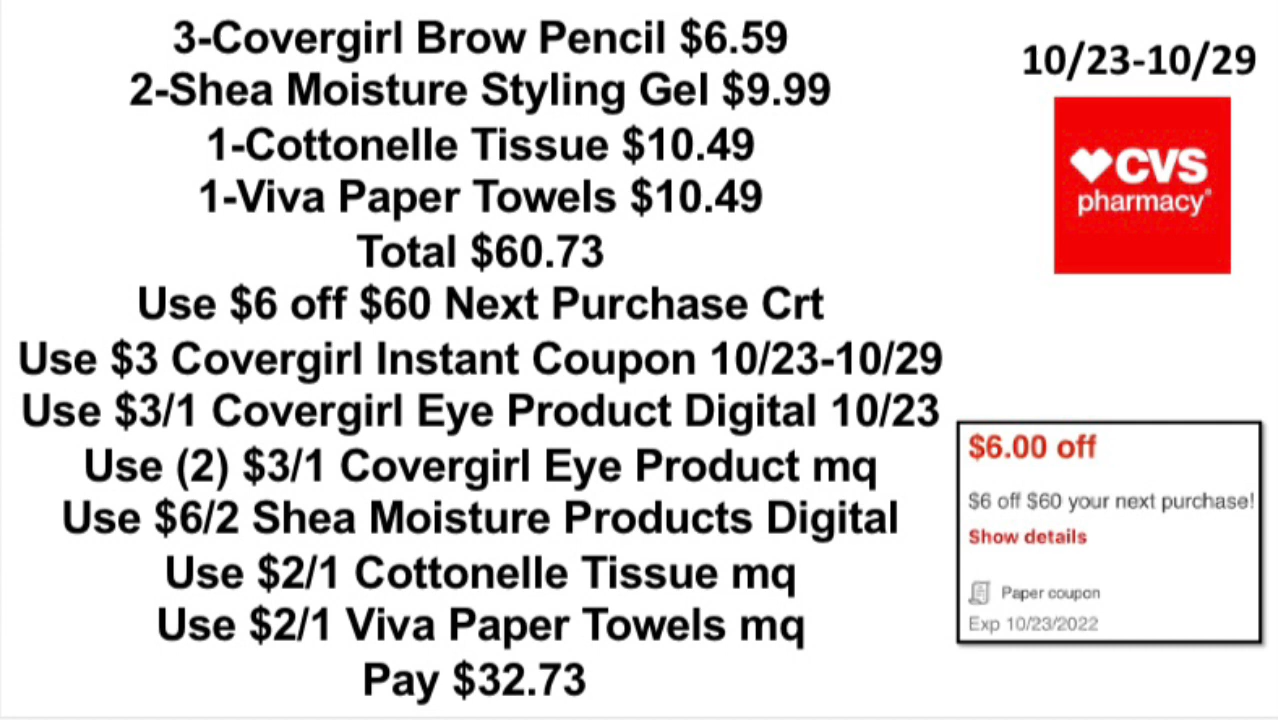 3-Covergirl Brow Pencil $6.59
2-Shea Moisture Styling Gel $9.99
1-Cottonelle Tissue $10.49
1-Viva Paper Towels $10.49
Total $60.73
Use $6 off $60 Next Purchase Crt
Use $3 Covergirl Instant Coupon 10/23-10/29
Use $3/1 Covergirl Eye Product Digital 10/23
Use (2) $3/1 Covergirl Eye Product mq
Use $6/2 Shea Moisture Products Digital
Use $2/1 Cottonelle Tissue mq
Use $2/1 Viva Paper Towels mq
Pay $32.73
10/23-10/29
CVS
pharmacy®
$6.00 off
$6 off $60 your next purchase!
Show details
Paper coupon
Exp 10/23/2022